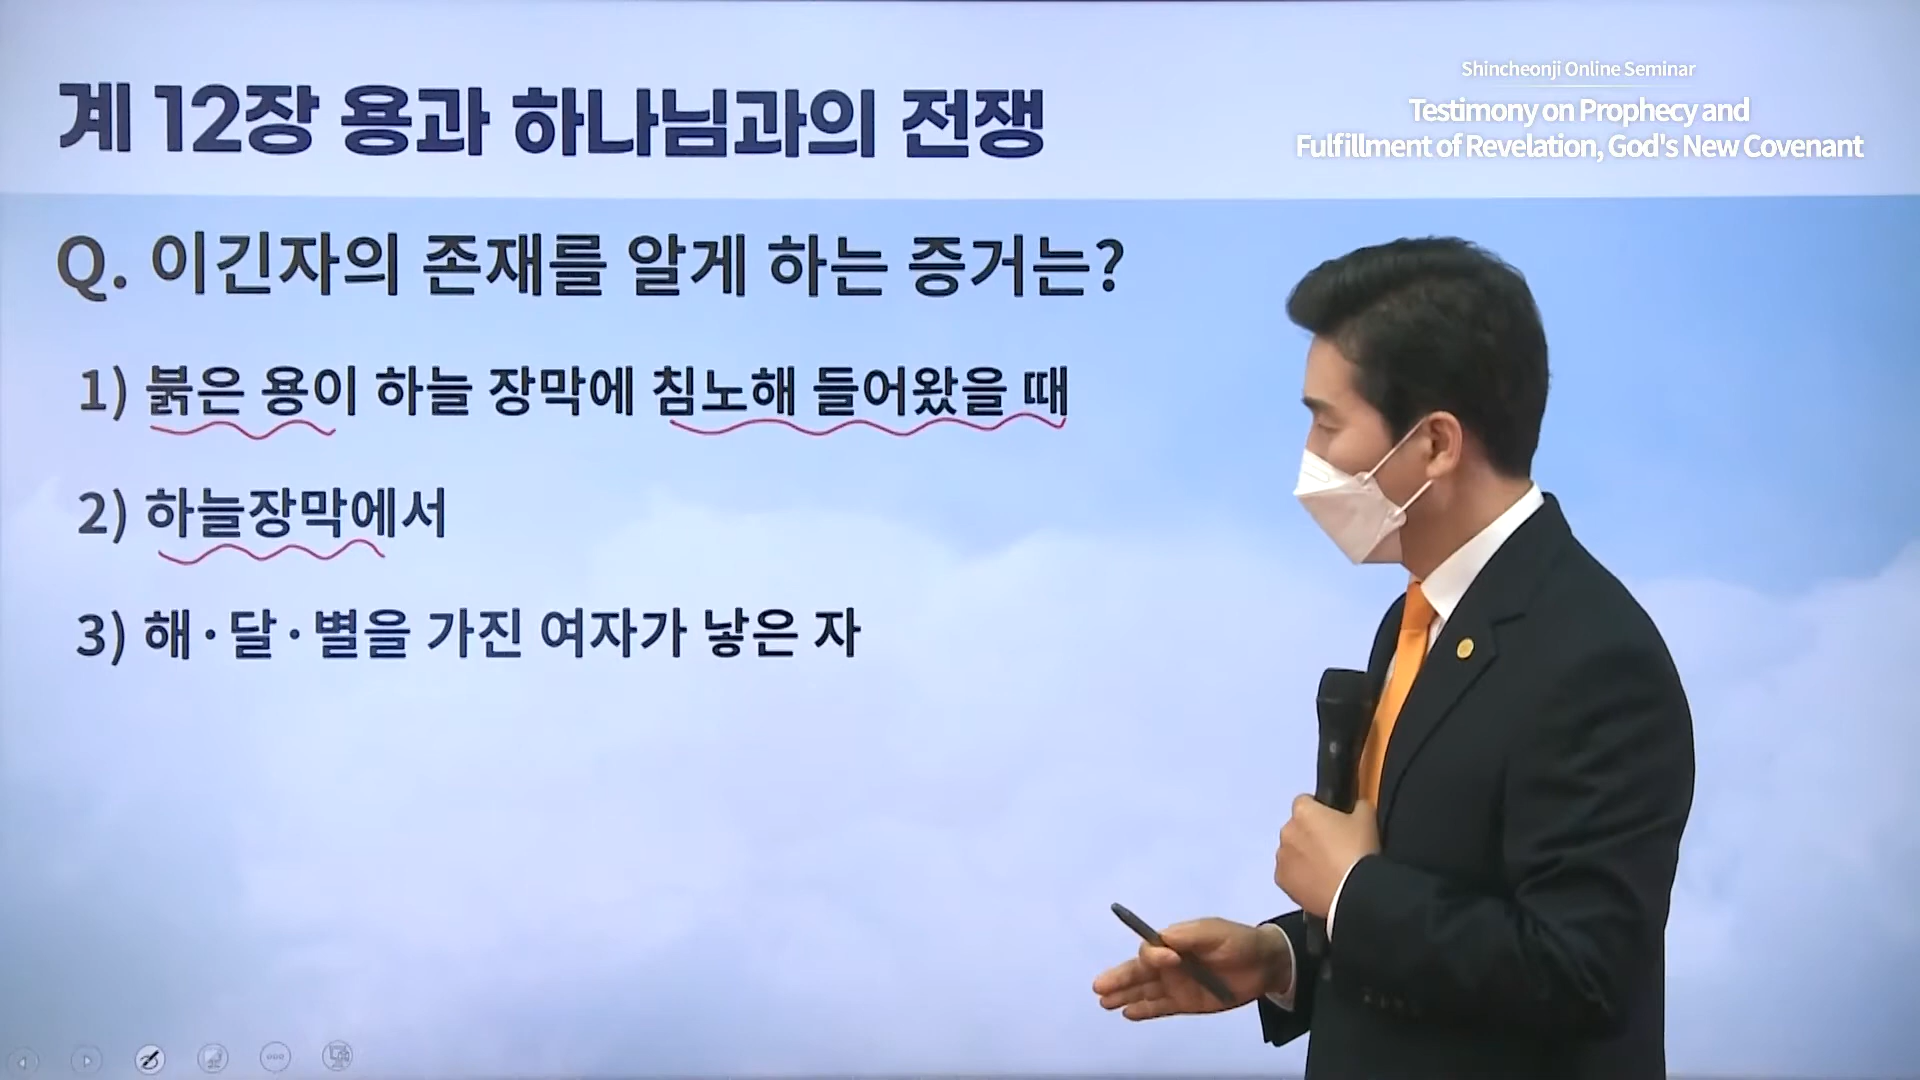 계 12장 용과 하나님과의 전쟁
Shincheonji Online Seminar
Testimony on Prophecy and
Fulfillment of Revelation, God's New Covenant
Q. 이긴자의 존재를 알게 하는 증거는?
1) 붉은 용이 하늘 장막에 침노해 들어왔을 때
2) 하늘장막에서
3) 해·달·별을 가진 여자가 낳은 자